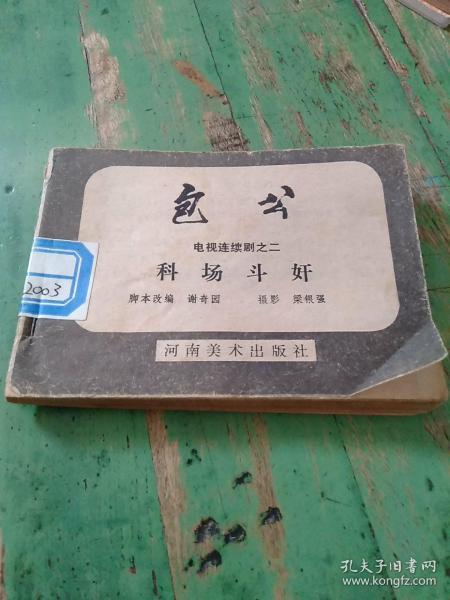 包公
电视连续剧之二
科场斗奸
脚本改编 谢奇园 摄影 梁银强
河南美术出版社
2003
孔夫子旧书网
www.kongfz.com